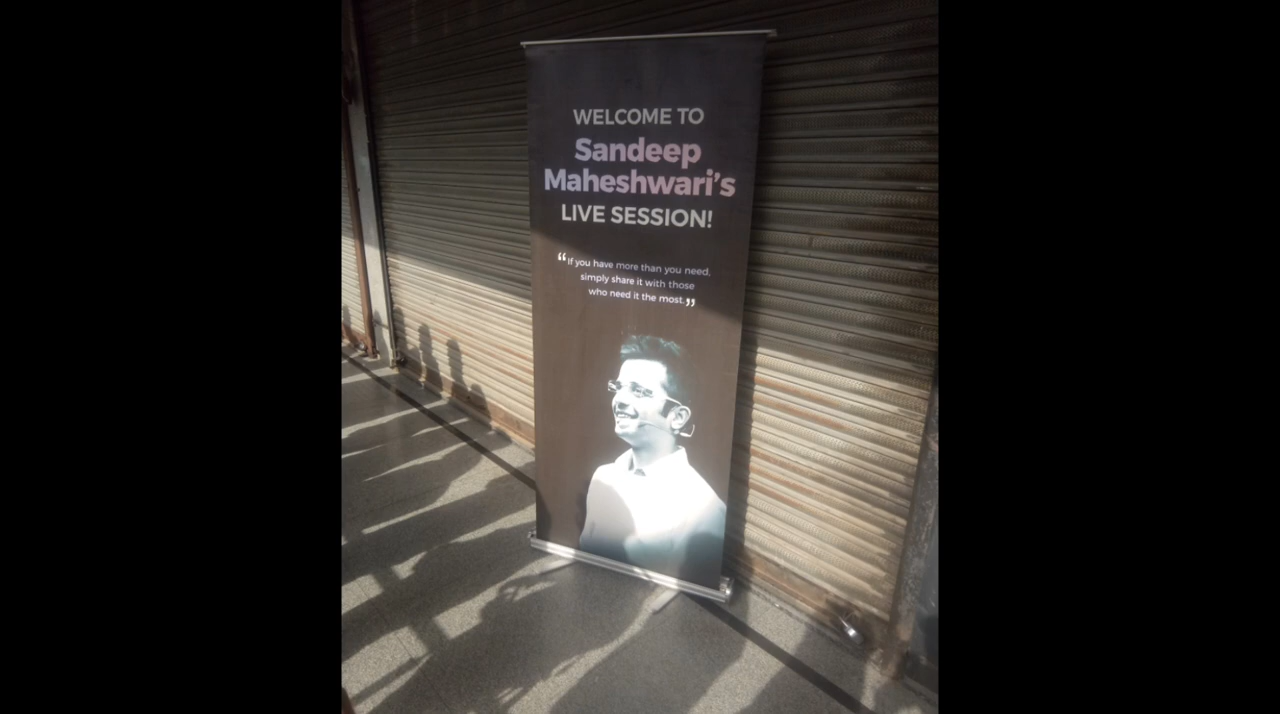 WELCOME TO
Sandeep
Maheshwari's
LIVE SESSION!
“If you have more than you need,
simply share it with those
who need it the most.”